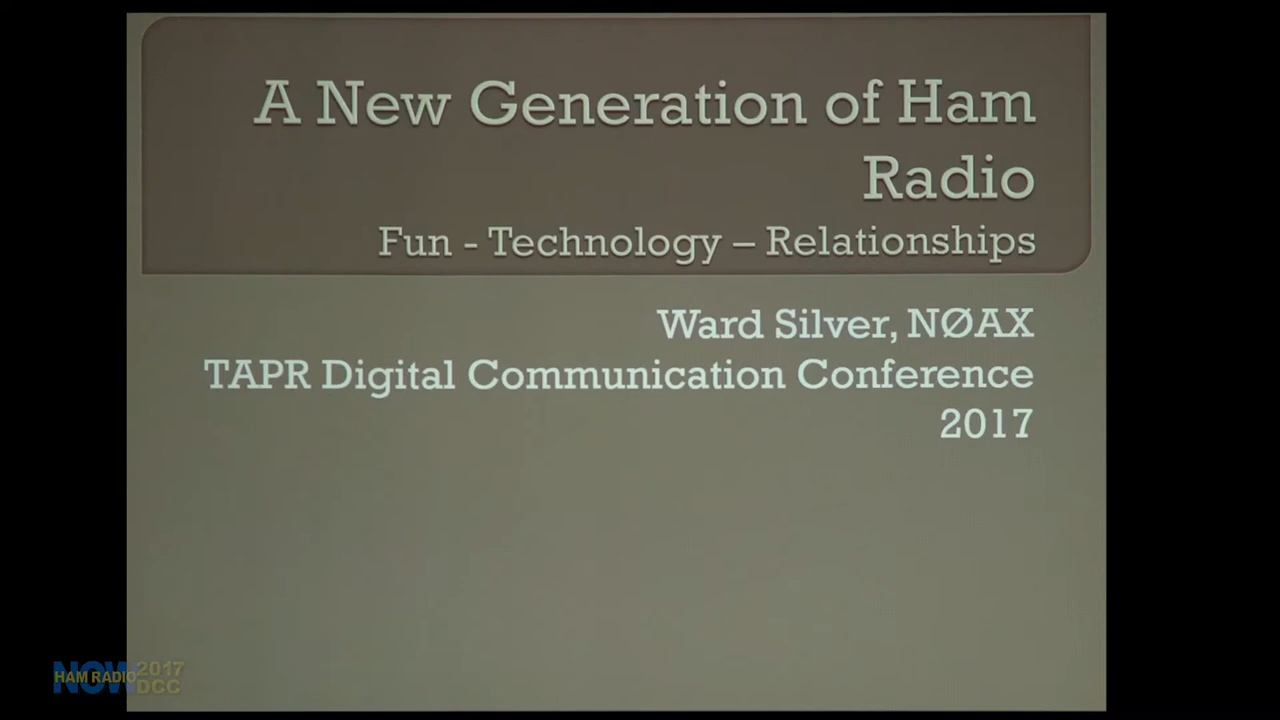 A New Generation of Ham
Radio
Fun - Technology – Relationships
Ward Silver, NØAX
TAPR Digital Communication Conference
2017
NOW 2017
HAM RADIO DCC